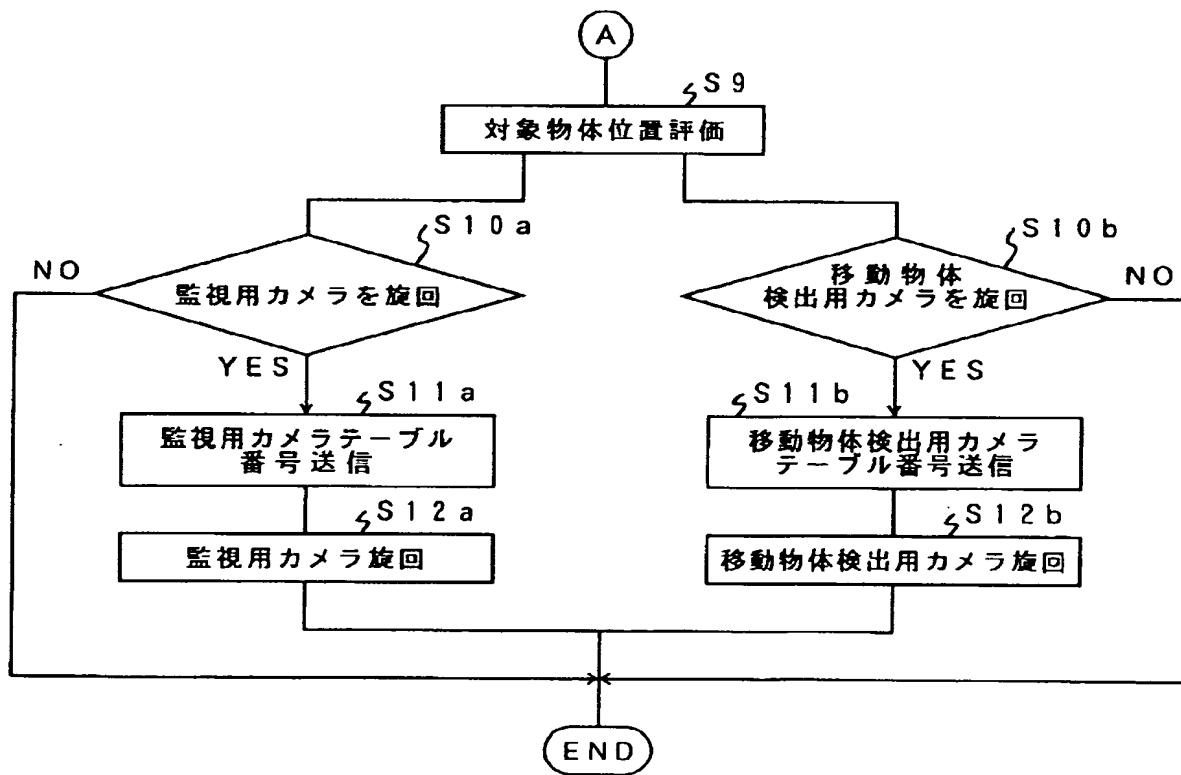 A
S9
対象物体位置評価
S10a
NO
監視用カメラを旋回
YES
S10b
移動物体
検出用カメラを旋回
NO
YES
S11a
監視用カメラテーブル
番号送信
S11b
移動物体検出用カメラ
テーブル番号送信
S12a
監視用カメラ旋回
S12b
移動物体検出用カメラ旋回
END